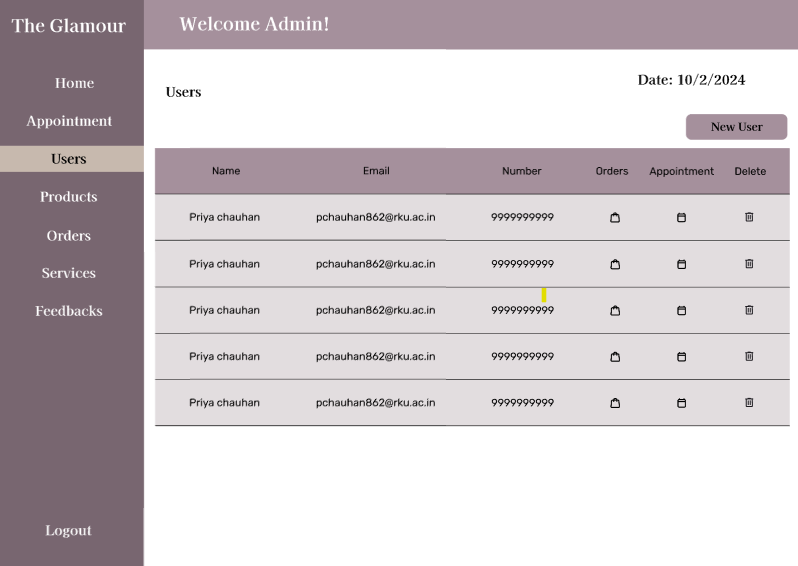 The Glamour
Welcome Admin!
Home
Appointment
Users
Products
Orders
Services
Feedbacks
Logout
Date: 10/2/2024
Users
New User
Name Email Number Orders Appointment Delete
Priya chauhan pchauhan862@rku.ac.in 9999999999
Priya chauhan pchauhan862@rku.ac.in 9999999999
Priya chauhan pchauhan862@rku.ac.in 9999999999
Priya chauhan pchauhan862@rku.ac.in 9999999999
Priya chauhan pchauhan862@rku.ac.in 9999999999